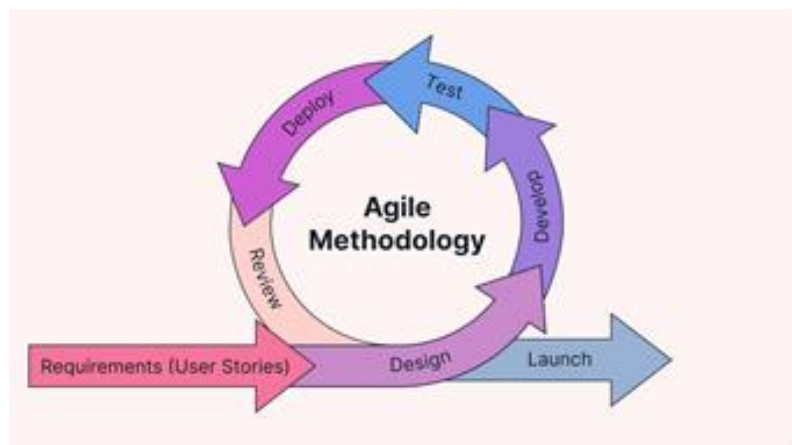 Test
Deploy
Develop
Agile
Methodology
Review
Requirements (User Stories)
Design
Launch